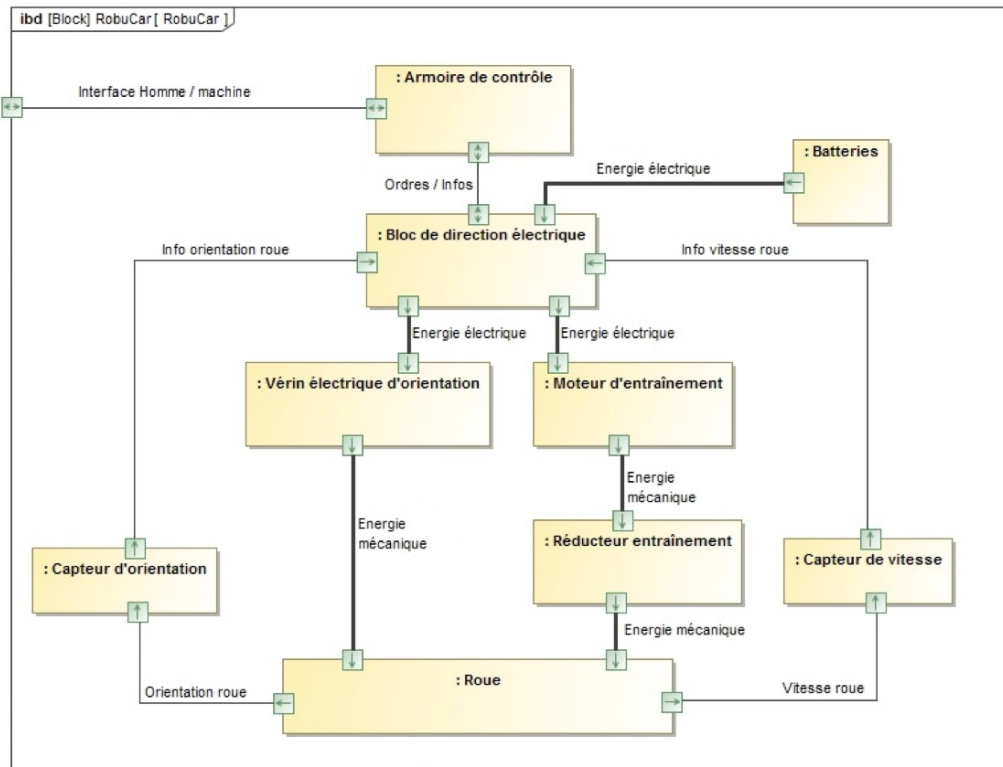 ibd [Block] RobuCar [ RobuCar ]
: Armoire de contrôle
Interface Homme / machine
: Batteries
Energie électrique
Ordres / Infos
: Bloc de direction électrique
Info orientation roue
Info vitesse roue
Energie électrique
Energie électrique
: Vérin électrique d'orientation
: Moteur d'entraînement
Energie
mécanique
Energie
mécanique
: Réducteur entraînement
: Capteur d'orientation
: Capteur de vitesse
Energie mécanique
: Roue
Orientation roue
Vitesse roue